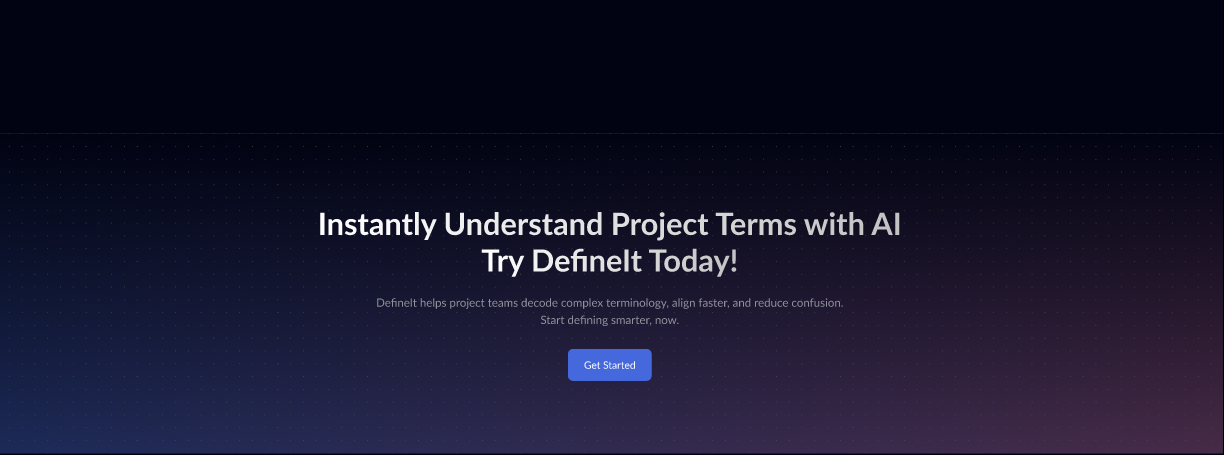 Instantly Understand Project Terms with AI
Try DefineIt Today!
DefineIt helps project teams decode complex terminology, align faster, and reduce confusion.
Start defining smarter, now.
Get Started